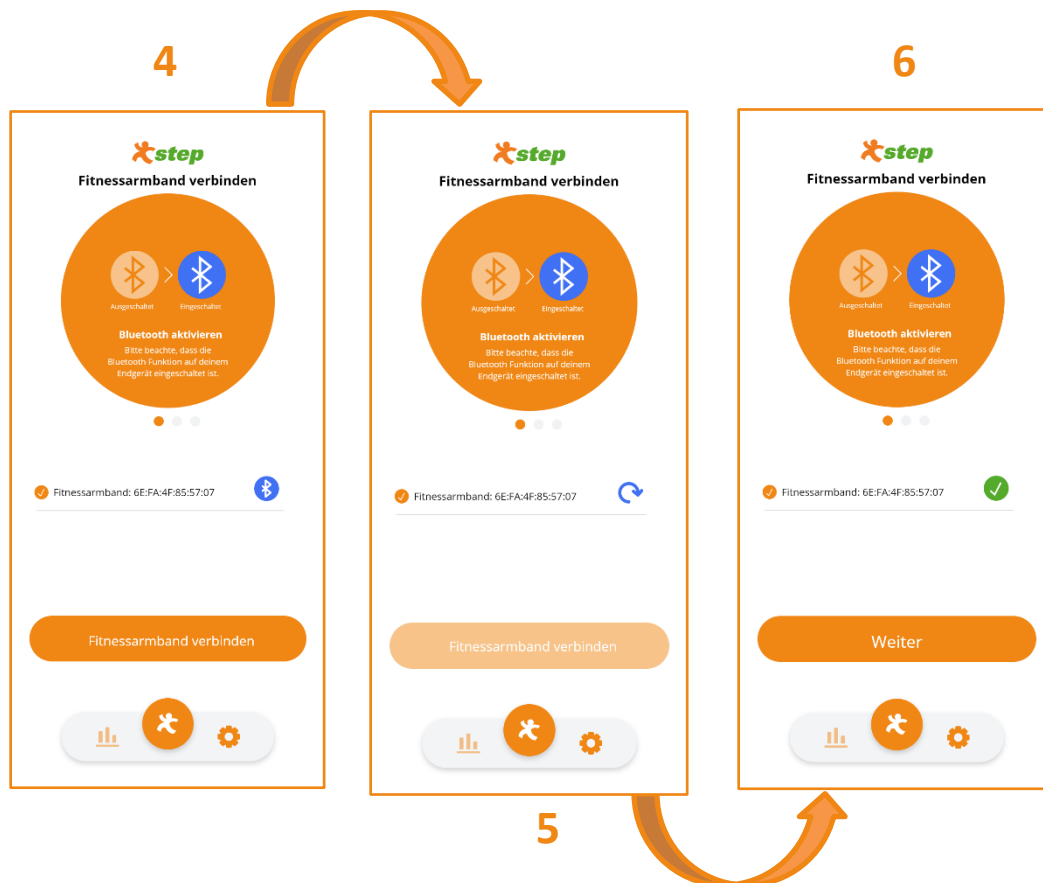 4
step
Fitnessarmband verbinden
Ausgeschaltet
Eingeschaltet
Bluetooth aktivieren
Bitte beachte, dass die
Bluetooth Funktion auf deinem
Endgerät eingeschaltet ist.
Fitnessarmband: 6E:FA:4F:85:57:07
Fitnessarmband verbinden
step
Fitnessarmband verbinden
Ausgeschaltet
Eingeschaltet
Bluetooth aktivieren
Bitte beachte, dass die
Bluetooth Funktion auf deinem
Endgerät eingeschaltet ist.
Fitnessarmband: 6E:FA:4F:85:57:07
Fitnessarmband verbinden
5
6
step
Fitnessarmband verbinden
Ausgeschaltet
Eingeschaltet
Bluetooth aktivieren
Bitte beachte, dass die
Bluetooth Funktion auf deinem
Endgerät eingeschaltet ist.
Fitnessarmband: 6E:FA:4F:85:57:07
Weiter